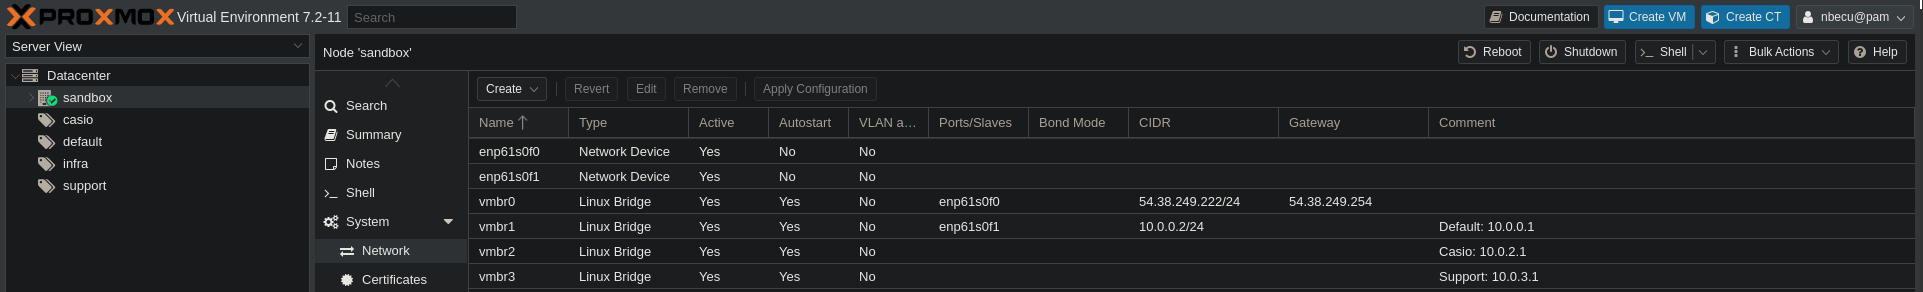 PROXMOX Virtual Environment 7.2-11 Search Documentation Create VM Create CT nbecu@pam
Server View
Datacenter
sandbox
casio
default
infra
support
Node 'sandbox' Reboot Shutdown Shell Bulk Actions Help
Search
Summary
Notes
Shell
System
Network
Certificates
Create Revert Edit Remove Apply Configuration
Name Type Active Autostart VLAN a... Ports/Slaves Bond Mode CIDR Gateway Comment
enp61s0f0 Network Device Yes No No
enp61s0f1 Network Device Yes No No
vmbr0 Linux Bridge Yes Yes No enp61s0f0 54.38.249.222/24 54.38.249.254
vmbr1 Linux Bridge Yes Yes No enp61s0f1 10.0.0.2/24 Default: 10.0.0.1
vmbr2 Linux Bridge Yes Yes No Casio: 10.0.2.1
vmbr3 Linux Bridge Yes Yes No Support: 10.0.3.1